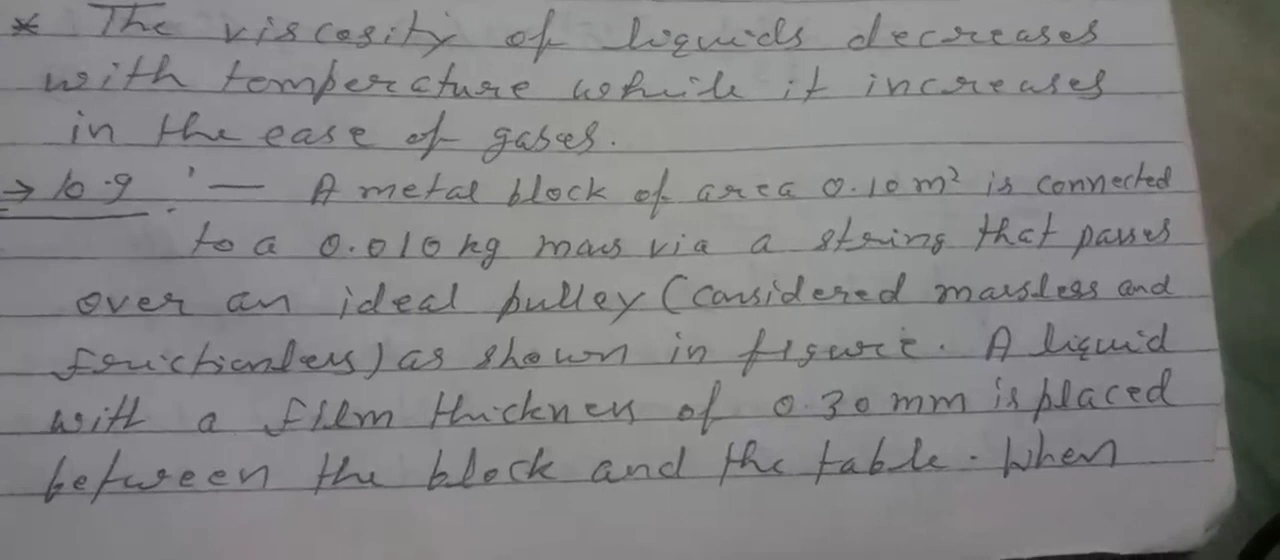 * The viscosity of liquids decreases
with temperature while it increases
in the case of gases.
→ 10.9 :— A metal block of area 0.10 m² is connected
to a 0.010 kg mass via a string that passes
over an ideal pulley (considered massless and
frictionless) as shown in figure. A liquid
with a film thickness of 0.30 mm is placed
between the block and the table. When